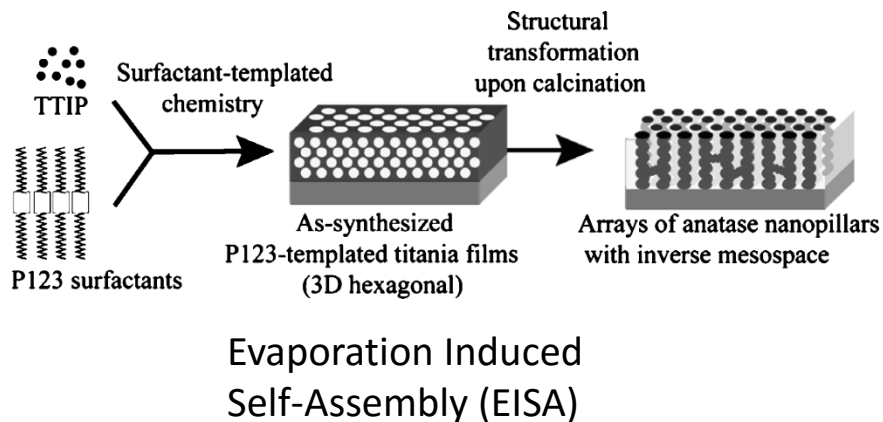 TTIP
P123 surfactants
Surfactant-templated
chemistry
As-synthesized
P123-templated titania films
(3D hexagonal)
Structural
transformation
upon calcination
Arrays of anatase nanopillars
with inverse mesospace
Evaporation Induced
Self-Assembly (EISA)